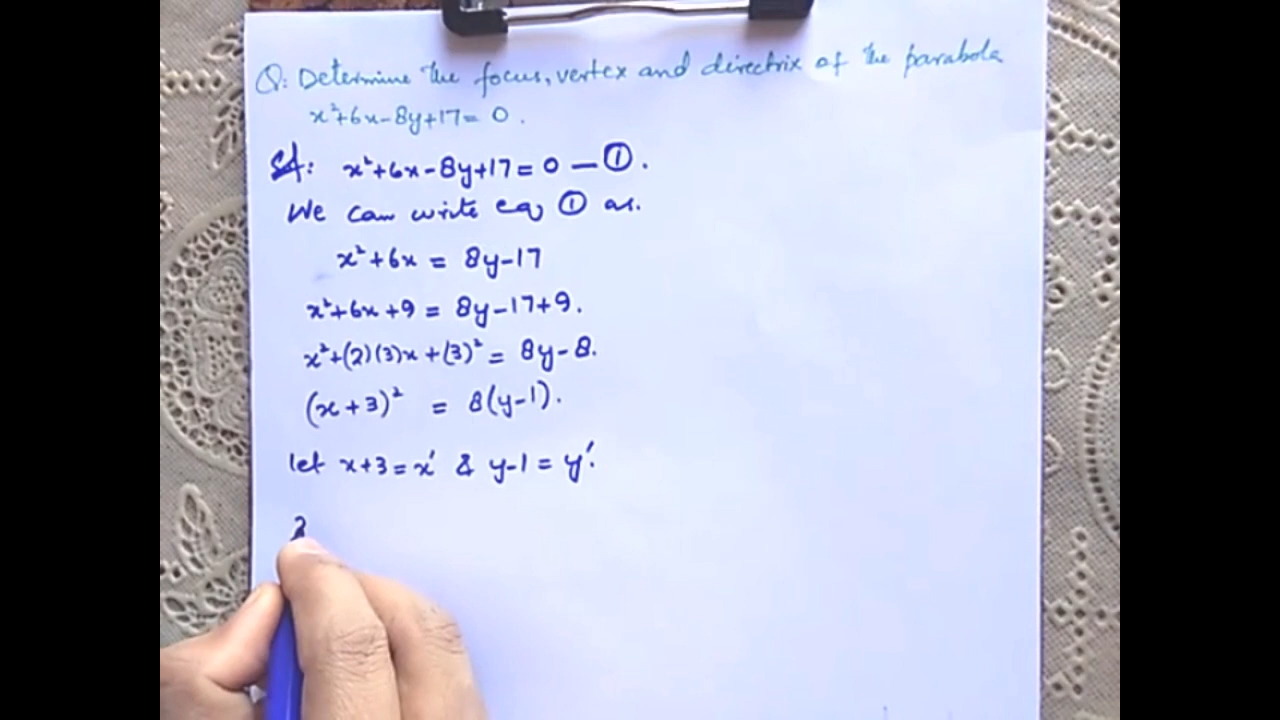 Q: Determine the focus, vertex and directrix of the parabola
x²+6x-8y+17=0.
Sol: x²+6x-8y+17=0 — ①.
We can write eq ① as.
x²+6x = 8y-17
x²+6x+9 = 8y-17+9.
x²+(2)(3)x+(3)² = 8y-8.
(x+3)² = 8(y-1).
let x+3=x' & y-1=y'.